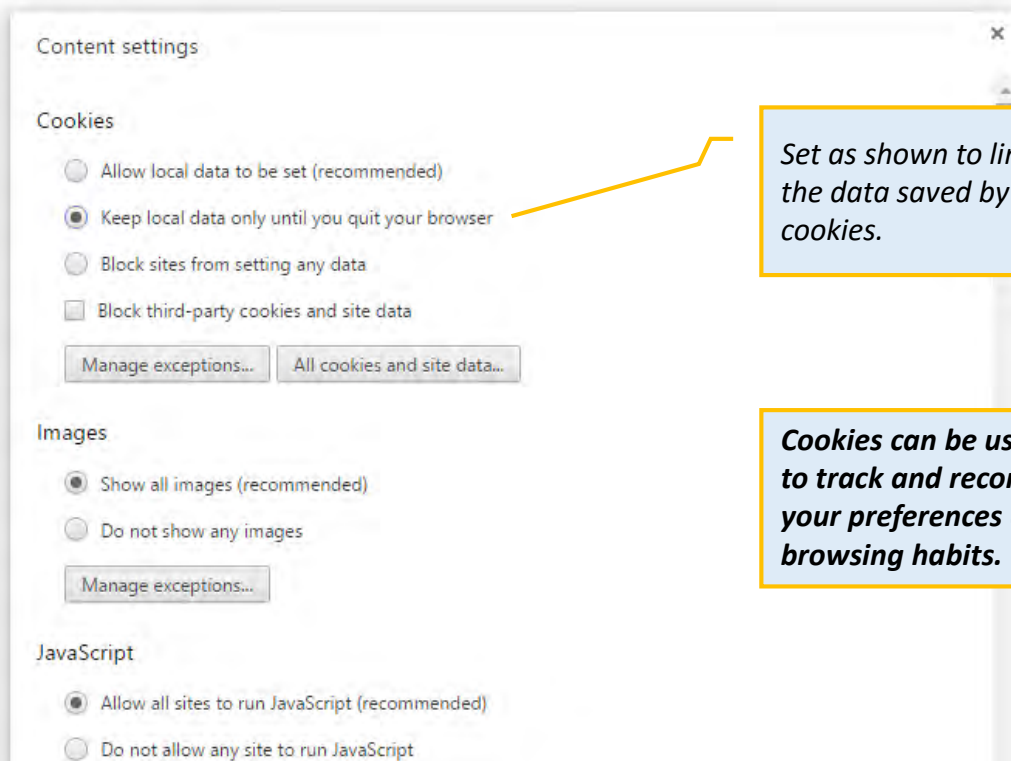 Content settings
×
Cookies
Allow local data to be set (recommended)
Keep local data only until you quit your browser
Block sites from setting any data
Block third-party cookies and site data
Manage exceptions... All cookies and site data...
Set as shown to
the data saved by
cookies.
Images
Show all images (recommended)
Do not show any images
Manage exceptions...
Cookies can be
to track and
your preferences
browsing habits.
JavaScript
Allow all sites to run JavaScript (recommended)
Do not allow any site to run JavaScript